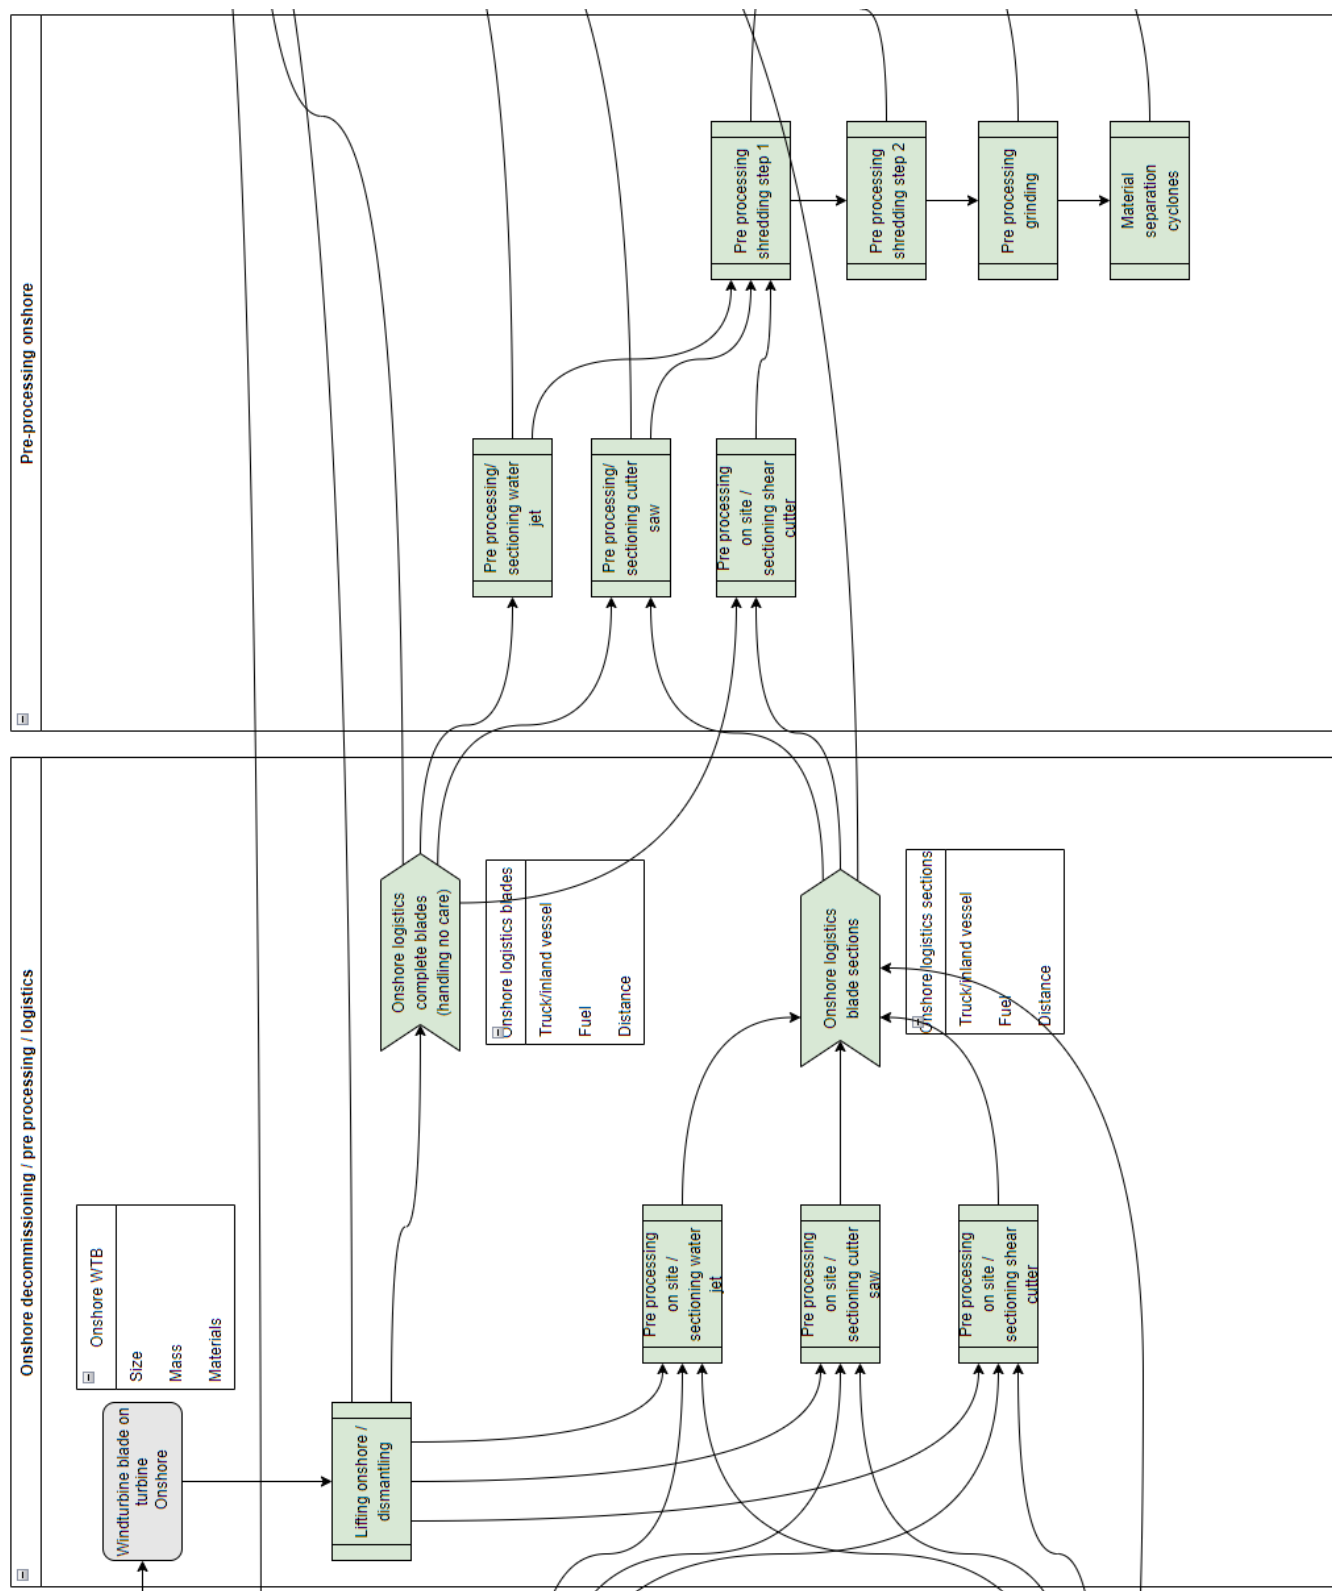 Pre-processing onshore
Pre processing
shredding step 1
Pre processing
shredding step 2
Pre processing
grinding
Material
separation
cyclones
Pre processing/
sectioning water
jet
Pre processing/
sectioning cutter
saw
Pre processing
on site /
sectioning shear
cutter
Onshore decommissioning / pre processing / logistics
Onshore logistics
complete blades
(handling no care)
Onshore logistics blades
Truck/inland vessel
Fuel
Distance
Onshore logistics
blade sections
Onshore logistics sections
Truck/inland vessel
Fuel
Distance
Onshore WTB
Size
Mass
Materials
Windturbine blade on
turbine
Onshore
Lifting onshore /
dismantling
Pre processing
on site /
sectioning water
jet
Pre processing
on site /
sectioning cutter
saw
Pre processing
on site /
sectioning shear
cutter